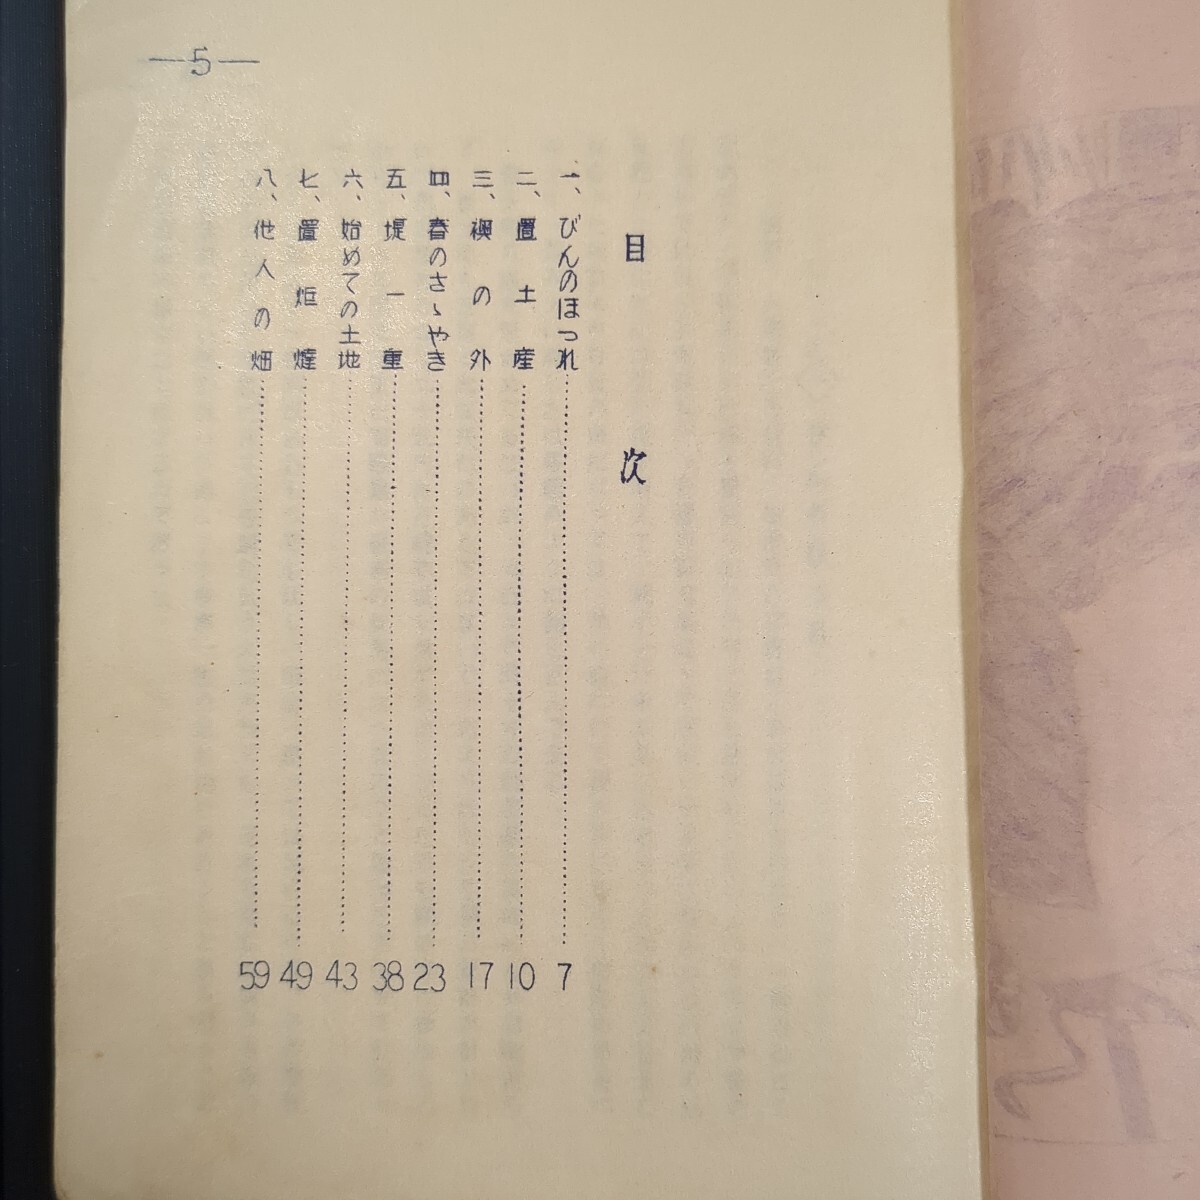 —5—
目次
一、びんのほつれ 7
二、置土産 10
三、襖の外 17
四、春のさゝやき 23
五、堤一重 38
六、始めての土地 43
七、置炬燵 49
八、他人の畑 59